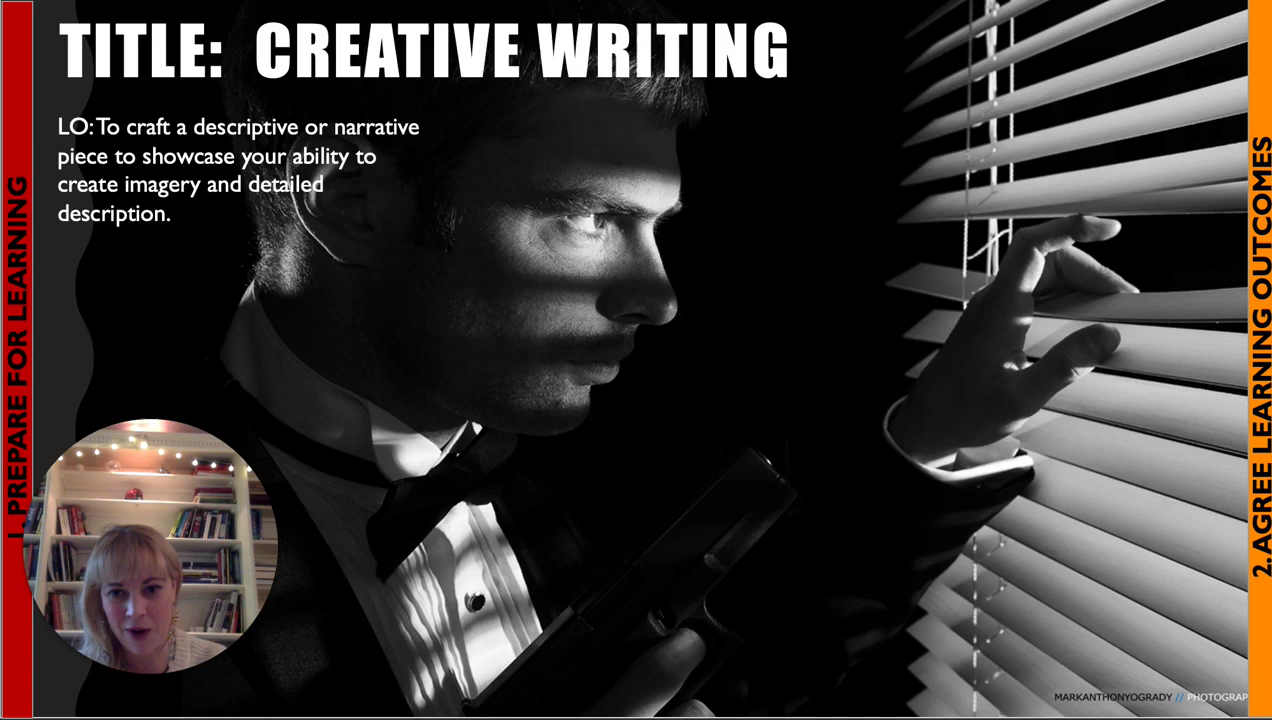 TITLE: CREATIVE WRITING
LO: To craft a descriptive or narrative
piece to showcase your ability to
create imagery and detailed
description.
1. PREPARE FOR LEARNING
2. AGREE LEARNING OUTCOMES
MARKANTHONYOGRADY // PHOTOGRAP